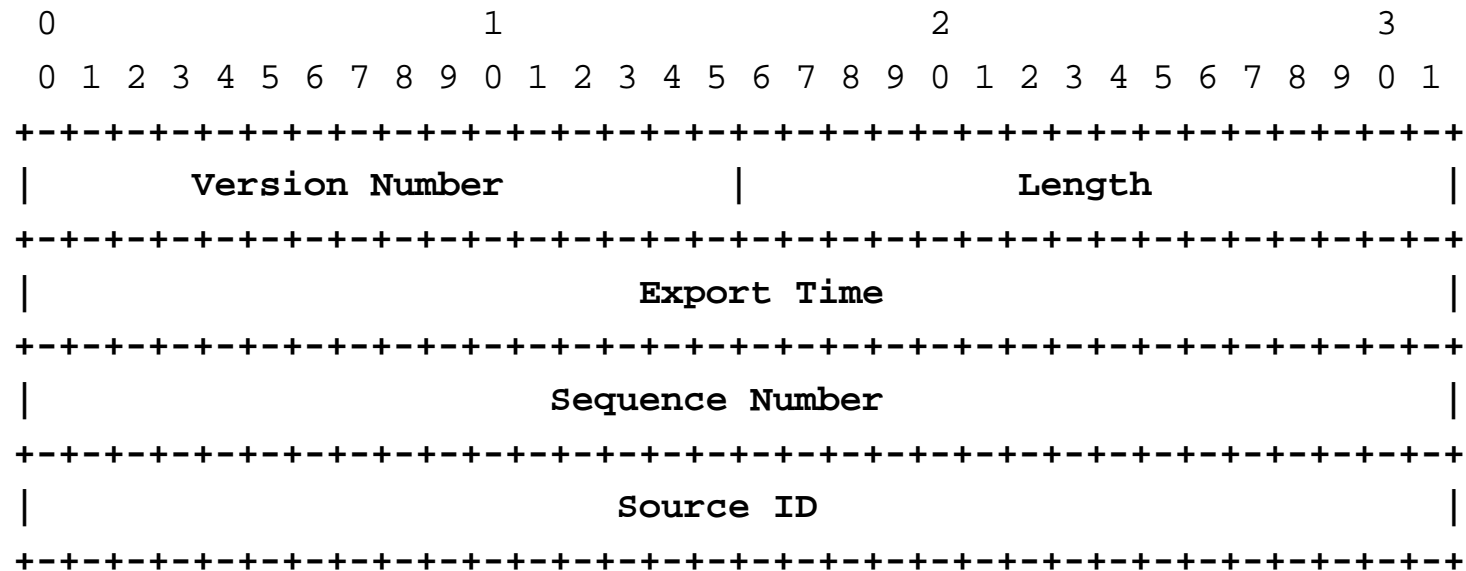 0                   1                   2                   3
0 1 2 3 4 5 6 7 8 9 0 1 2 3 4 5 6 7 8 9 0 1 2 3 4 5 6 7 8 9 0 1
+-+-+-+-+-+-+-+-+-+-+-+-+-+-+-+-+-+-+-+-+-+-+-+-+-+-+-+-+-+-+-+-+
|       Version Number          |            Length             |
+-+-+-+-+-+-+-+-+-+-+-+-+-+-+-+-+-+-+-+-+-+-+-+-+-+-+-+-+-+-+-+-+
|                           Export Time                         |
+-+-+-+-+-+-+-+-+-+-+-+-+-+-+-+-+-+-+-+-+-+-+-+-+-+-+-+-+-+-+-+-+
|                       Sequence Number                         |
+-+-+-+-+-+-+-+-+-+-+-+-+-+-+-+-+-+-+-+-+-+-+-+-+-+-+-+-+-+-+-+-+
|                          Source ID                            |
+-+-+-+-+-+-+-+-+-+-+-+-+-+-+-+-+-+-+-+-+-+-+-+-+-+-+-+-+-+-+-+-+